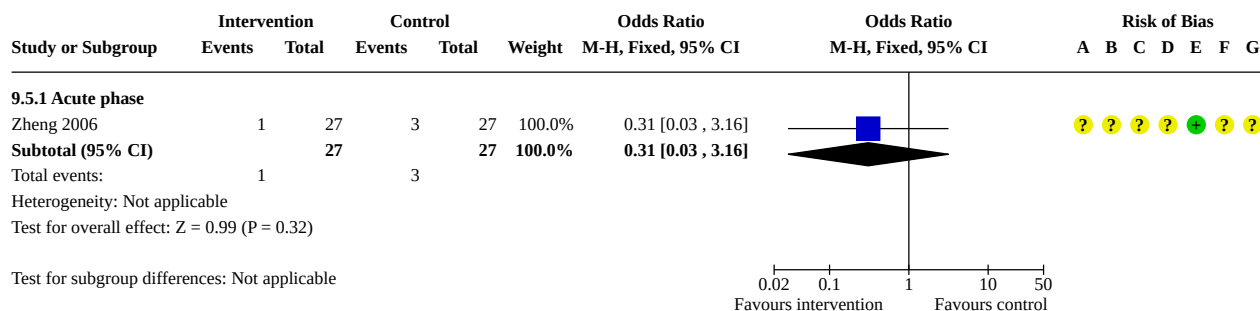 Intervention Control Odds Ratio Odds Ratio Risk of Bias
Study or Subgroup Events Total Events Total Weight M-H, Fixed, 95% CI M-H, Fixed, 95% CI A B C D E F G
9.5.1 Acute phase
Zheng 2006 1 27 3 27 100.0% 0.31 [0.03 , 3.16] ? ? ? ? + ? ?
Subtotal (95% CI) 27 27 100.0% 0.31 [0.03 , 3.16]
Total events: 1 3
Heterogeneity: Not applicable
Test for overall effect: Z = 0.99 (P = 0.32)
Test for subgroup differences: Not applicable
0.02 0.1 1 10 50
Favours intervention Favours control